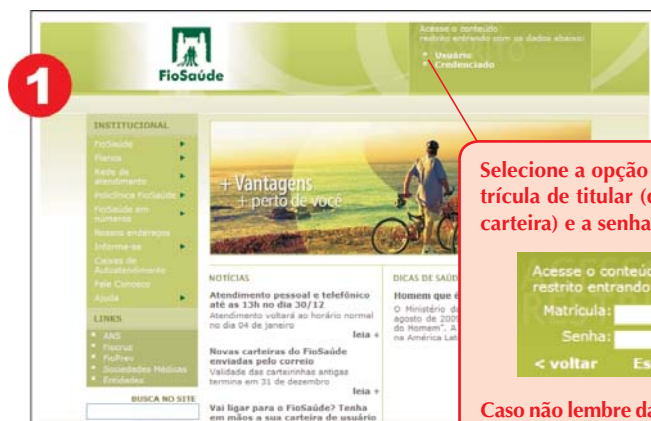 1
FioSaúde
Acesse o conteúdo
restrito entrando com os dados abaixo:
Usuário
Credenciado
INSTITUCIONAL
FioSaúde
Planos
Rede de
atendimento
Policlínica FioSaúde
FioSaúde em
números
Nossos endereços
Informe-se
Caixas de
Autoatendimento
Fale Conosco
Ajuda
LINKS
ANS
Fiocruz
FioPrev
Sociedades Médicas
Entidades
BUSCA NO SITE
+ Vantagens
+ perto de você
NOTÍCIAS
Atendimento pessoal e telefônico
até as 13h no dia 30/12
Atendimento voltará ao horário normal
no dia 04 de janeiro
leia +
Novas carteiras do FioSaúde
enviadas pelo correio
Validade das carteirinhas antigas
termina em 31 de dezembro
leia +
Vai ligar para o FioSaúde? Tenha
em mãos a sua carteira de usuário
DICAS DE SAÚD
Homem que é
O Ministério da
agosto de 2009
do Homem". A
na América Lat
Selecione a opção
trícula de titular (
carteira) e a senha
Acesse o conteúd
restrito entrando
Matrícula:
Senha:
< voltar Es
Caso não lembre da